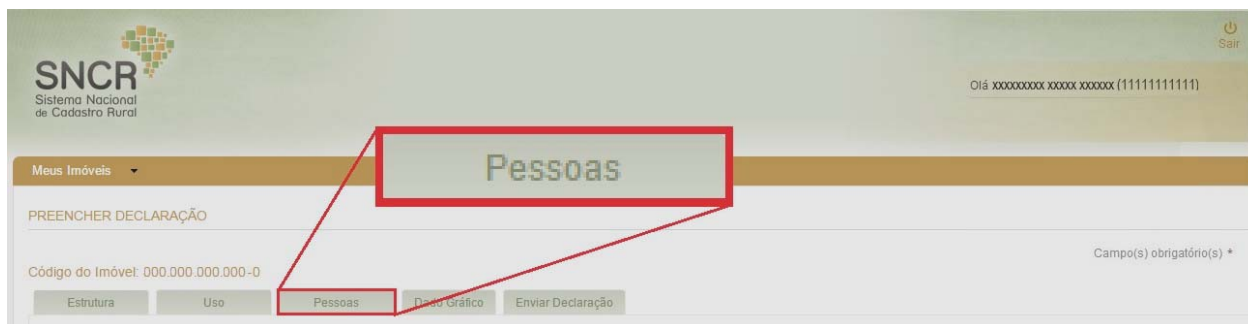 Sair
SNCR
Sistema Nacional
de Cadastro Rural
Olá xxxxxxxxx xxxxx xxxxxx (11111111111)
Meus Imóveis
Pessoas
PREENCHER DECLARAÇÃO
Campo(s) obrigatório(s) *
Código do Imóvel: 000.000.000.000-0
Estrutura Uso Pessoas Dado Gráfico Enviar Declaração